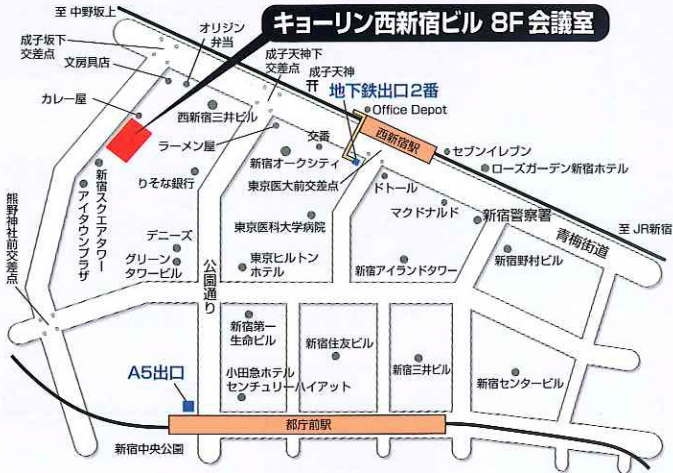 至 中野坂上
キョーリン西新宿ビル 8F 会議室
成子坂下
交差点
オリジン
弁当
文房具店
成子天神下
交差点
成子天神
地下鉄出口2番
Office Depot
カレー屋
西新宿三井ビル
ラーメン屋
交番
西新宿駅
セブンイレブン
ローズガーデン新宿ホテル
新宿オークシティ
東京医大前交差点
りそな銀行
ドトール
マクドナルド
新宿警察署
至 JR新宿
青梅街道
新宿スクエアタワー
アイタウンプラザ
熊野神社前交差点
東京医科大学病院
デニーズ
グリーン
タワービル
公園通り
東京ヒルトン
ホテル
新宿アイランドタワー
新宿野村ビル
新宿第一
生命ビル
新宿住友ビル
新宿三井ビル
新宿センタービル
小田急ホテル
センチュリーハイアット
A5出口
都庁前駅
新宿中央公園